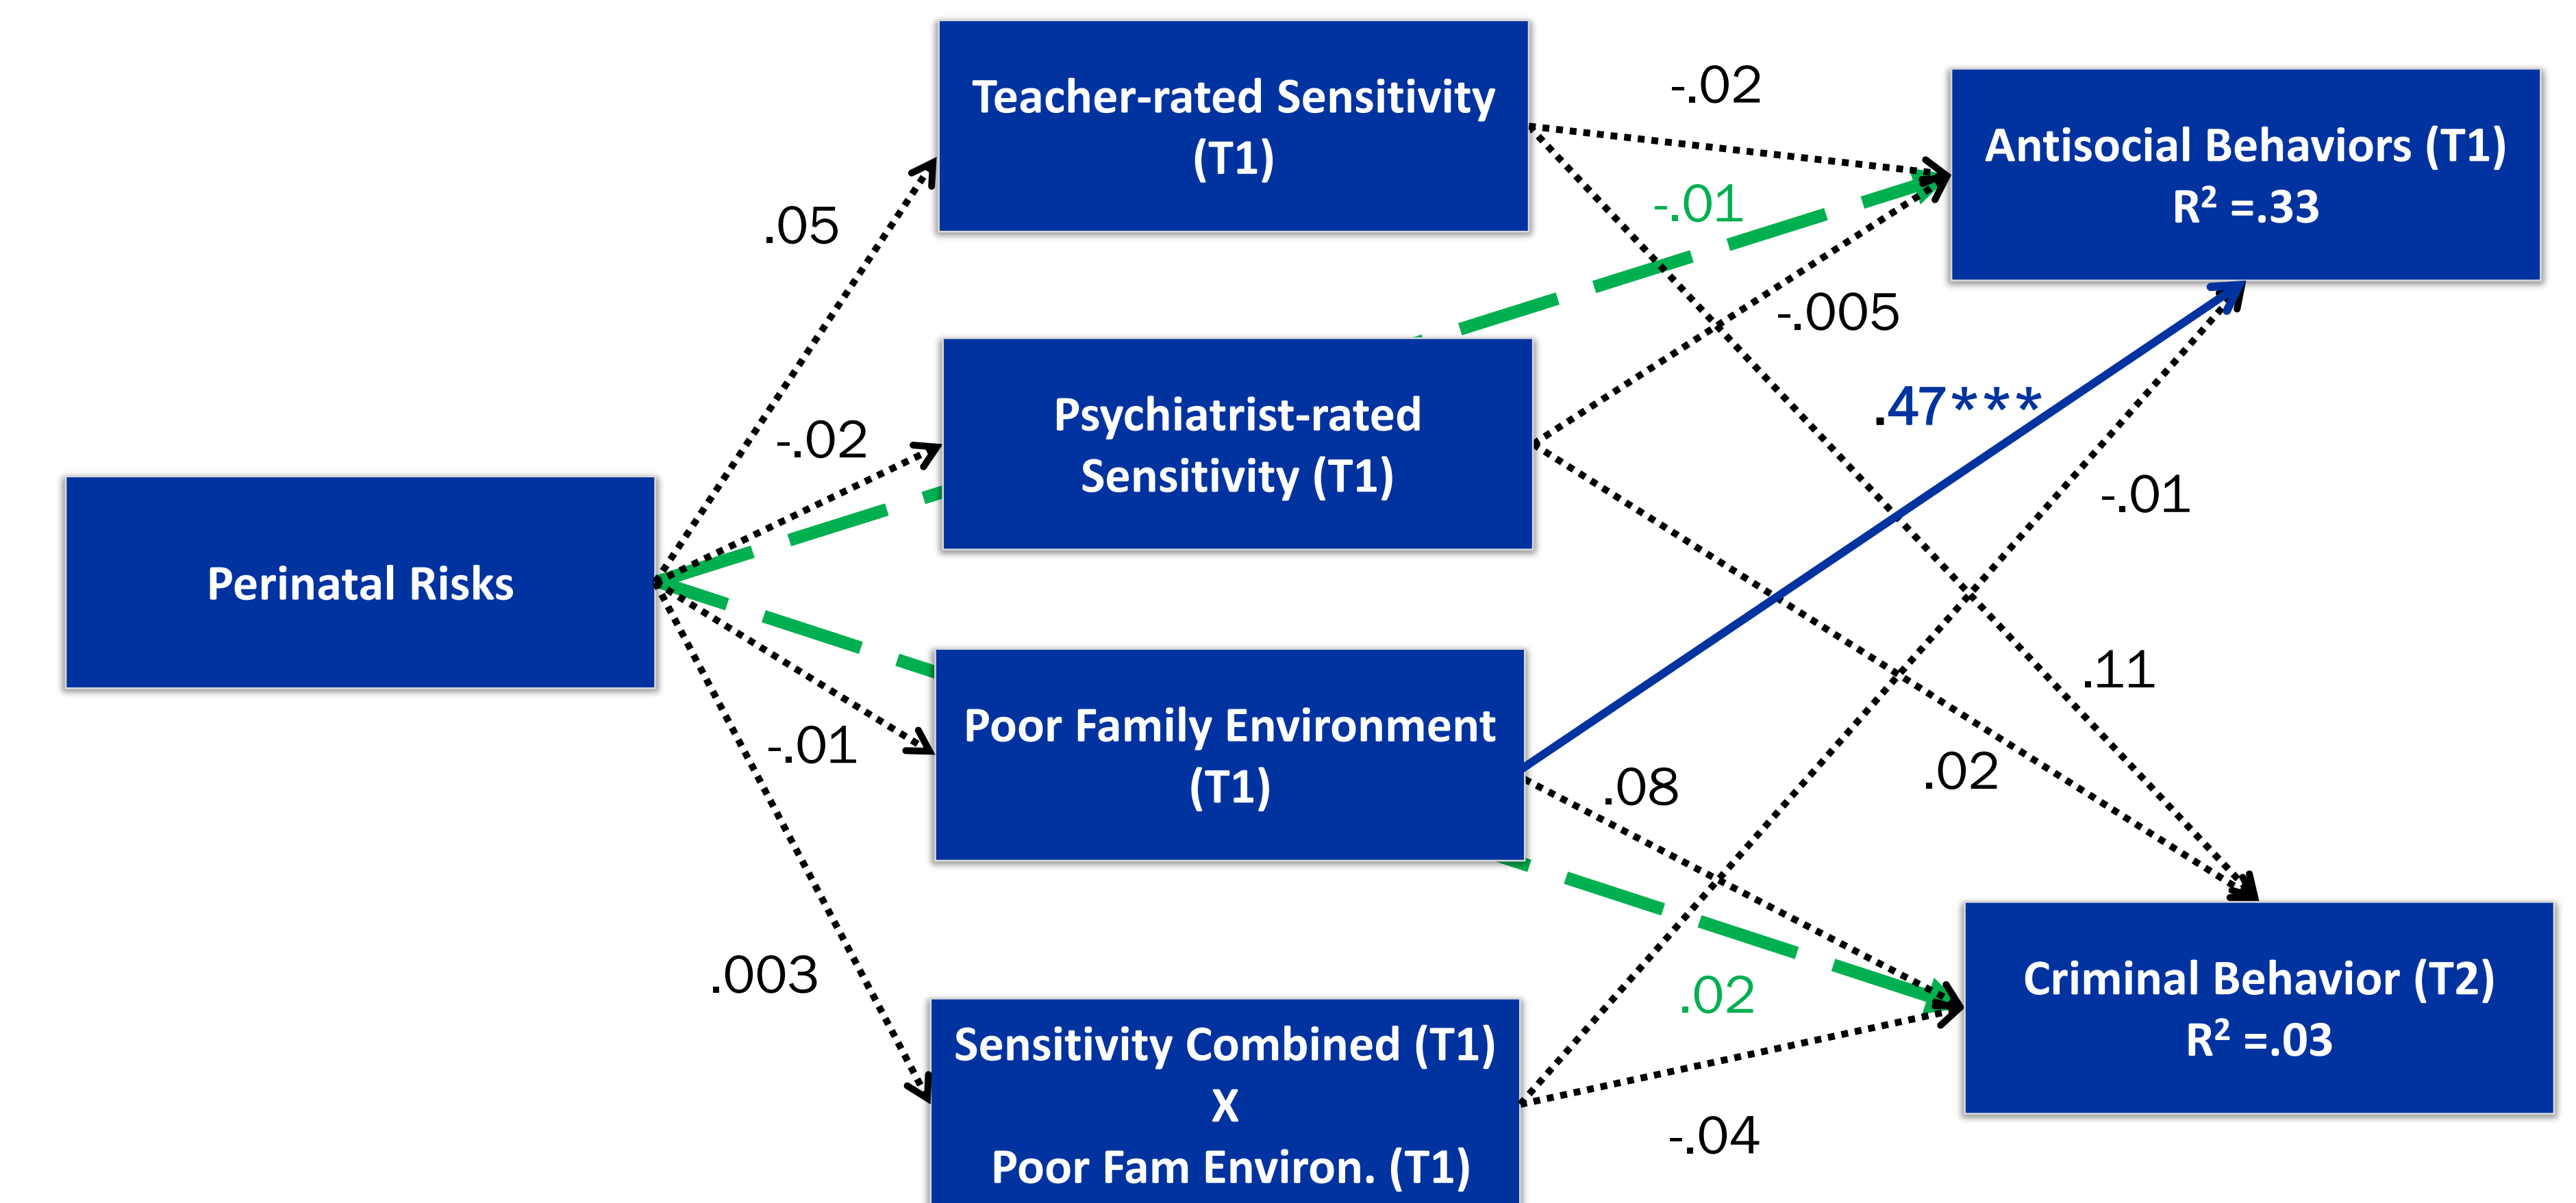 Teacher-rated Sensitivity
(T1)
-.02
Antisocial Behaviors (T1)
R² =.33
.05
-.01
-.005
Psychiatrist-rated
Sensitivity (T1)
-.02
.47***
-.01
Perinatal Risks
Poor Family Environment
(T1)
-.01
.08
.11
.02
.003
.02
Criminal Behavior (T2)
R² =.03
Sensitivity Combined (T1)
X
Poor Fam Environ. (T1)
-.04